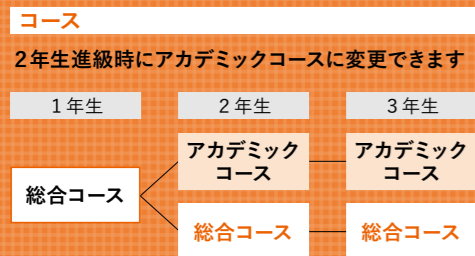 コース
2年生進級時にアカデミックコースに変更できます
1年生
2年生
3年生
総合コース
アカデミック
コース
アカデミック
コース
総合コース
総合コース